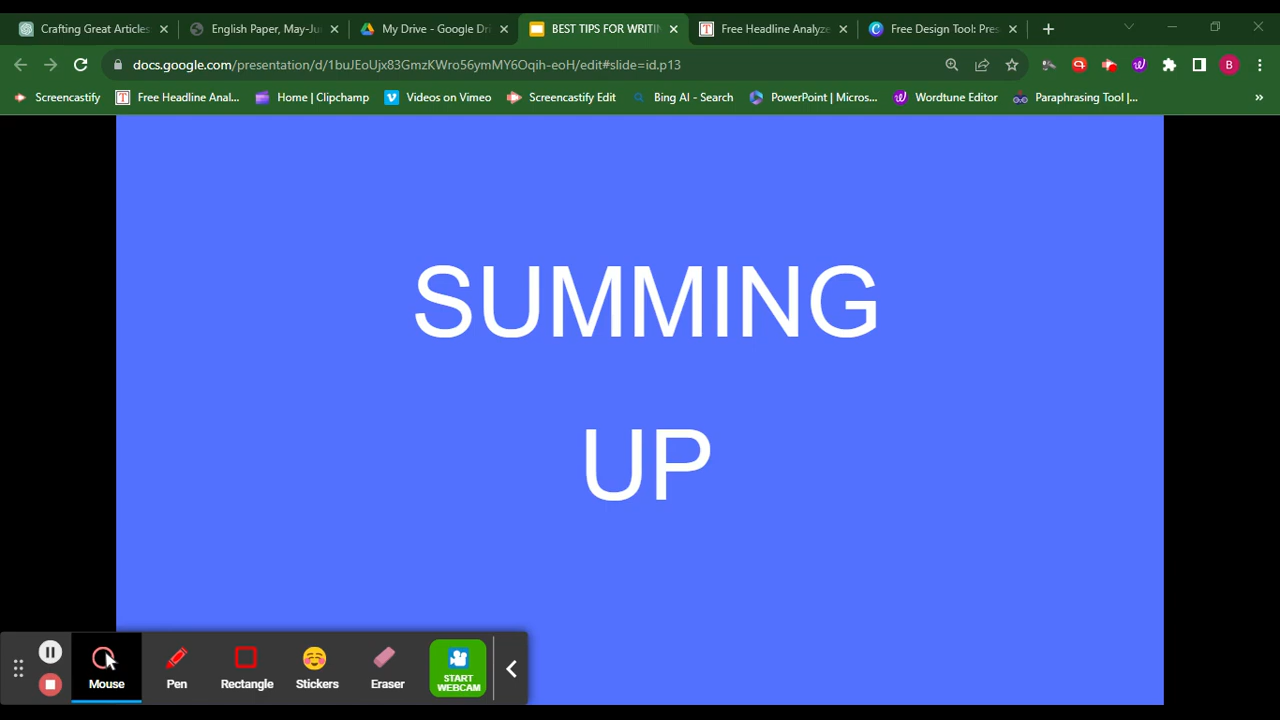 Crafting Great Articles
English Paper, May-Ju
My Drive - Google Dri
BEST TIPS FOR WRITI
Free Headline Analyze
Free Design Tool: Pres
docs.google.com/presentation/d/1buJEoUjx83GmzKWro56ymMY6Oqih-eoH/edit#slide=id.p13
B
Screencastify
Free Headline Anal...
Home | Clipchamp
Videos on Vimeo
Screencastify Edit
Bing AI - Search
PowerPoint | Micros...
Wordtune Editor
Paraphrasing Tool |...
SUMMING
UP
Mouse
Pen
Rectangle
Stickers
Eraser
START
WEBCAM